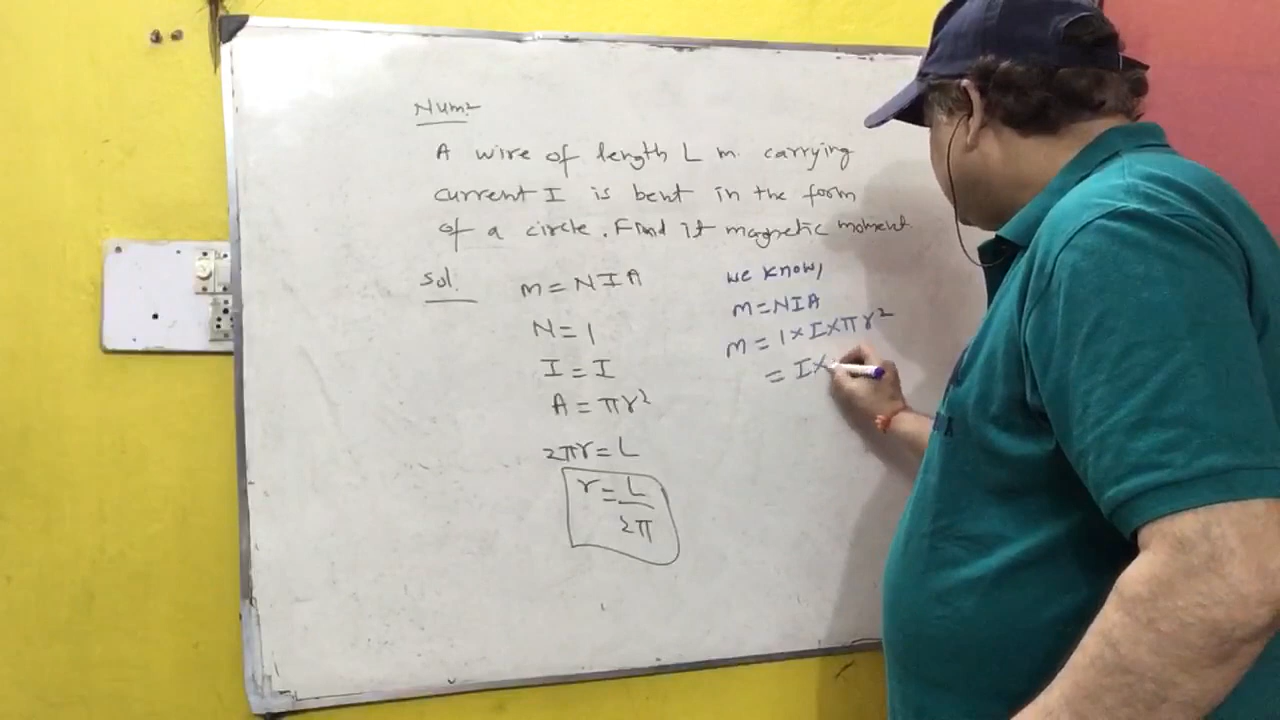 Num:
A wire of length L m. carrying
current I is bent in the form
of a circle. Find it magnetic moment.
Sol.
m = NIA
N = 1
I = I
A = πr²
2πr = L
r = L/2π
we know,
m = NIA
m = 1 × I × πr²
= I ×